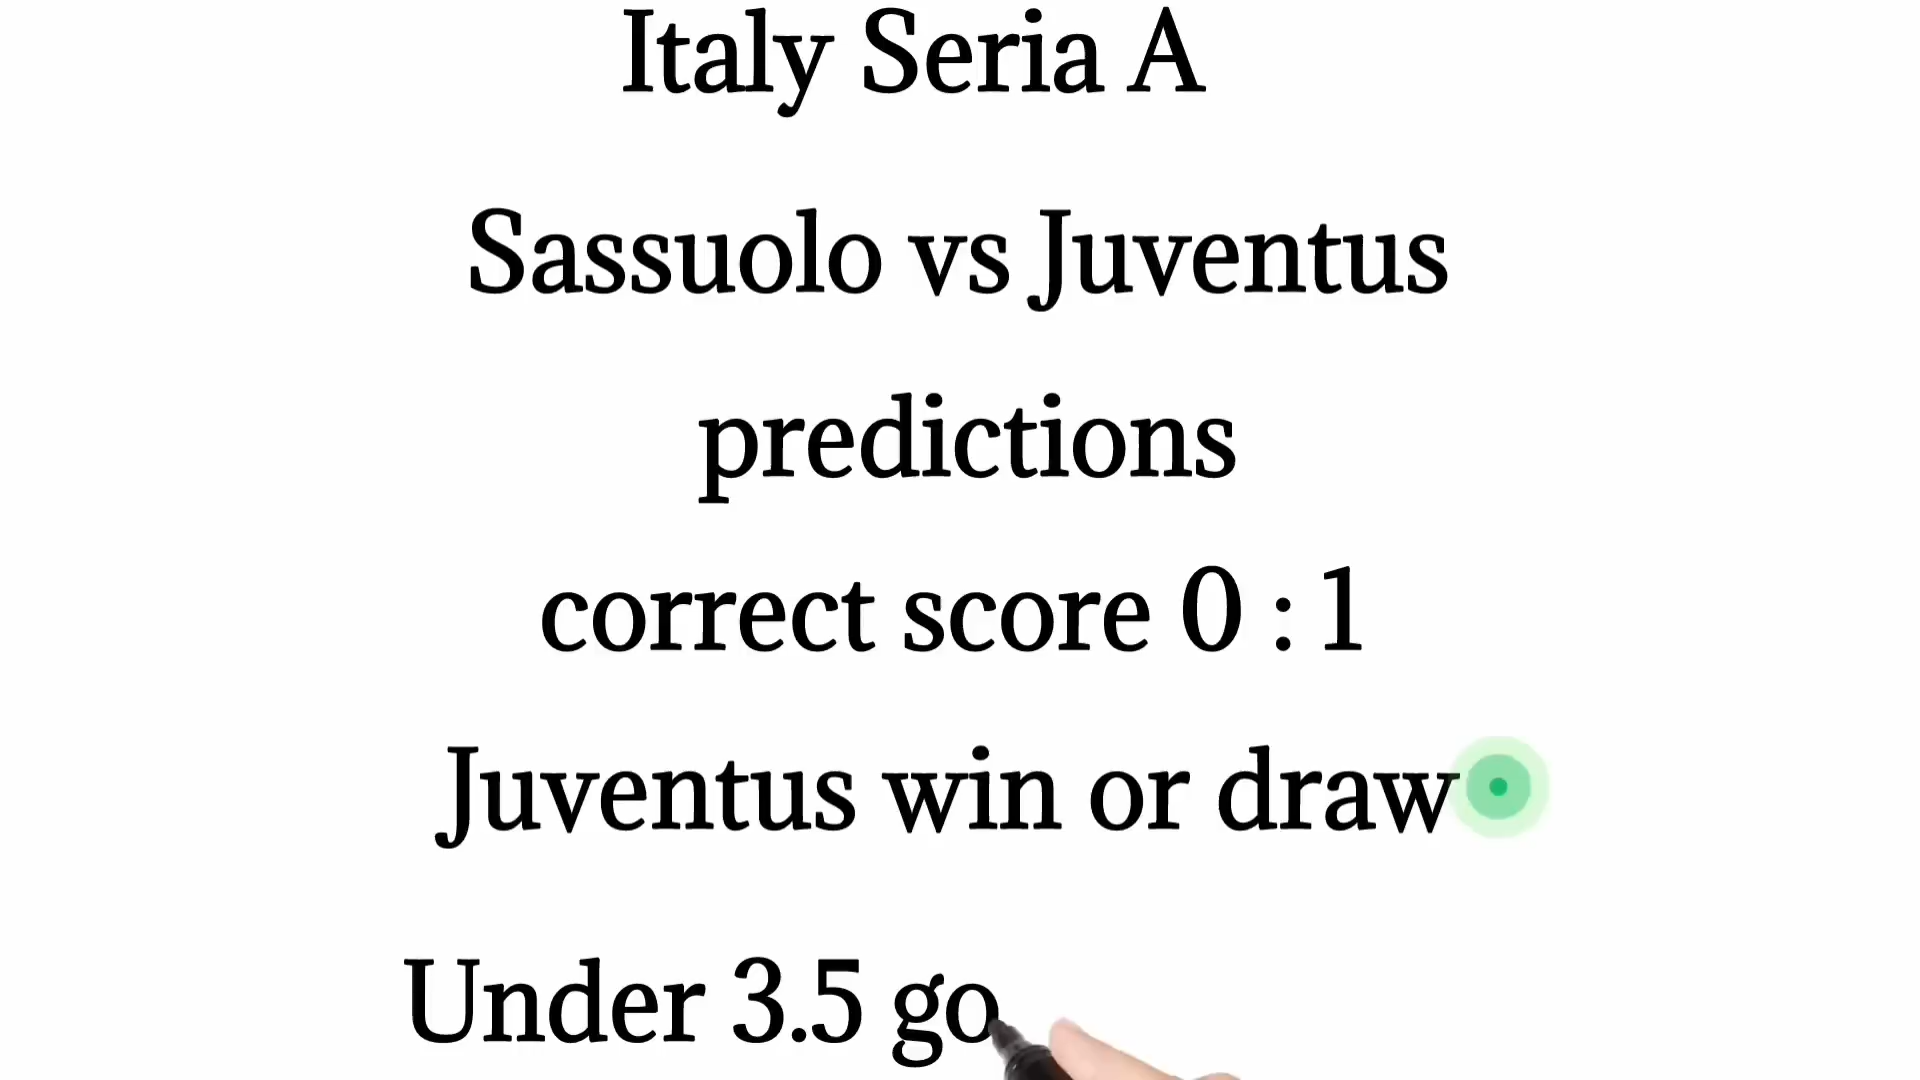 Italy Seria A
Sassuolo vs Juventus
predictions
correct score 0 : 1
Juventus win or draw
Under 3.5 go